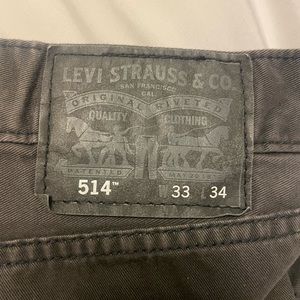 LEVI STRAUSS & CO.
SAN FRANCISCO
CAL
ORIGINAL RIVETED
QUALITY CLOTHING
PATENTED MAY 20 1873
514™ W 33 L 34